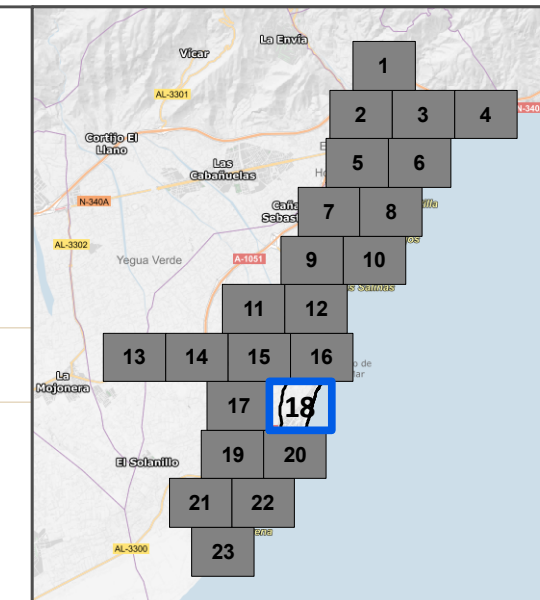 La Envía
Vícar
1
AL-3301
2 3 4
N-340
Cortijo El
Llano
Las
Cabañuelas
5 6
N-340A
7 8
AL-3302
Yegua Verde
A-1051
9 10
Salinas
11 12
13 14 15 16
La
Mojonera
17 18
El Solanillo
19 20
21 22
AL-3300
23